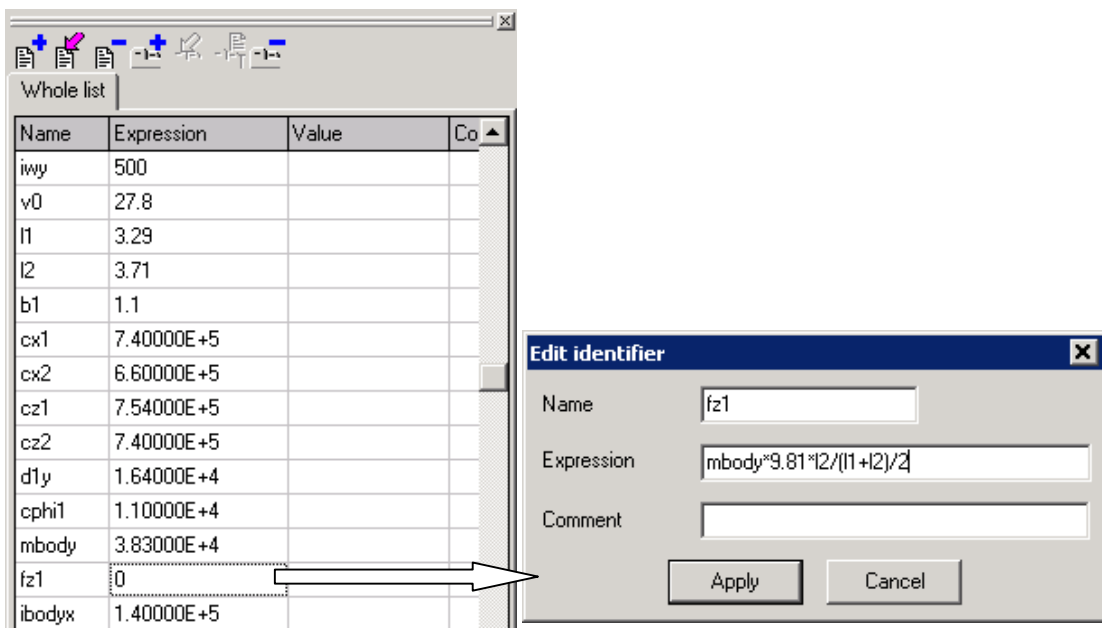 Whole list
Name Expression Value Co
iwy 500
v0 27.8
l1 3.29
l2 3.71
b1 1.1
cx1 7.40000E+5
cx2 6.60000E+5
cz1 7.54000E+5
cz2 7.40000E+5
d1y 1.64000E+4
cphi1 1.10000E+4
mbody 3.83000E+4
fz1 0
ibodyx 1.40000E+5
Edit identifier
Name fz1
Expression mbody*9.81*l2/(l1+l2)/2
Comment
Apply Cancel